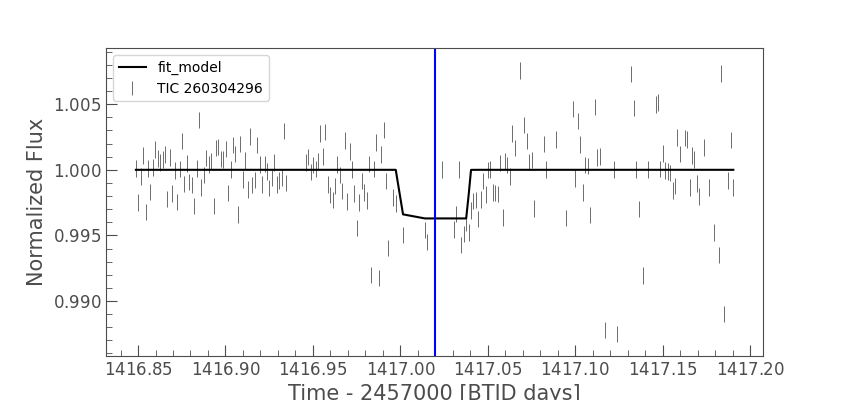 fit_model
TIC 260304296
Normalized Flux
1.005
1.000
0.995
0.990
1416.85 1416.90 1416.95 1417.00 1417.05 1417.10 1417.15 1417.20
Time - 2457000 [BTJD days]